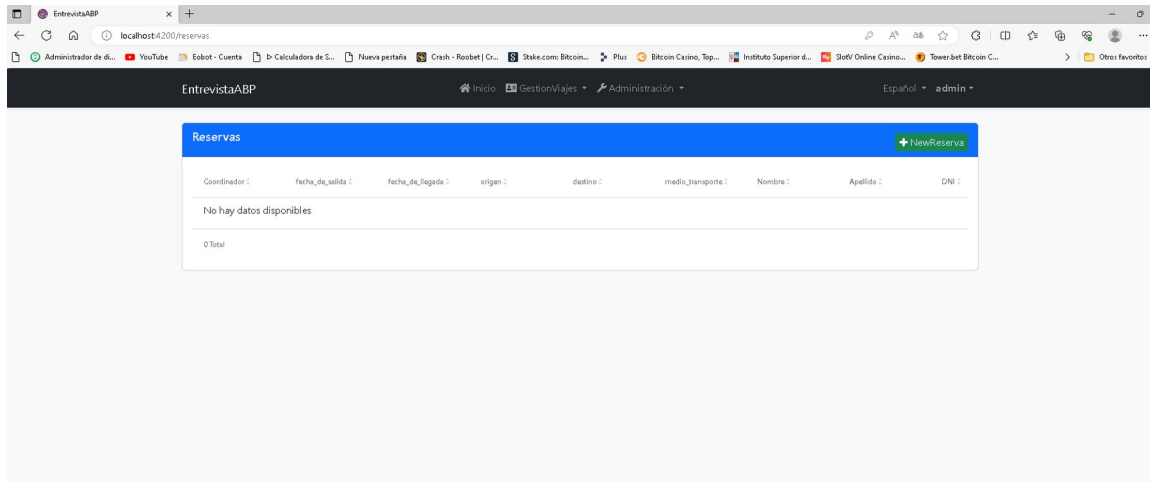 EntrevistaABP
localhost:4200/reservas
Administrador de di... YouTube Eobot - Cuenta Calculadora de S... Nueva pestaña Crash - Roobet | Cr... Stake.com: Bitcoin... Plus Bitcoin Casino, Top... Instituto Superior d... SlotV Online Casino... Tower.bet Bitcoin C... Otros favoritos
EntrevistaABP Inicio GestionViajes Administración Español admin
Reservas NewReserva
Coordinador fecha_de_salida fecha_de_llegada origen destino medio_transporte Nombre Apellido DNI
No hay datos disponibles
0 Total